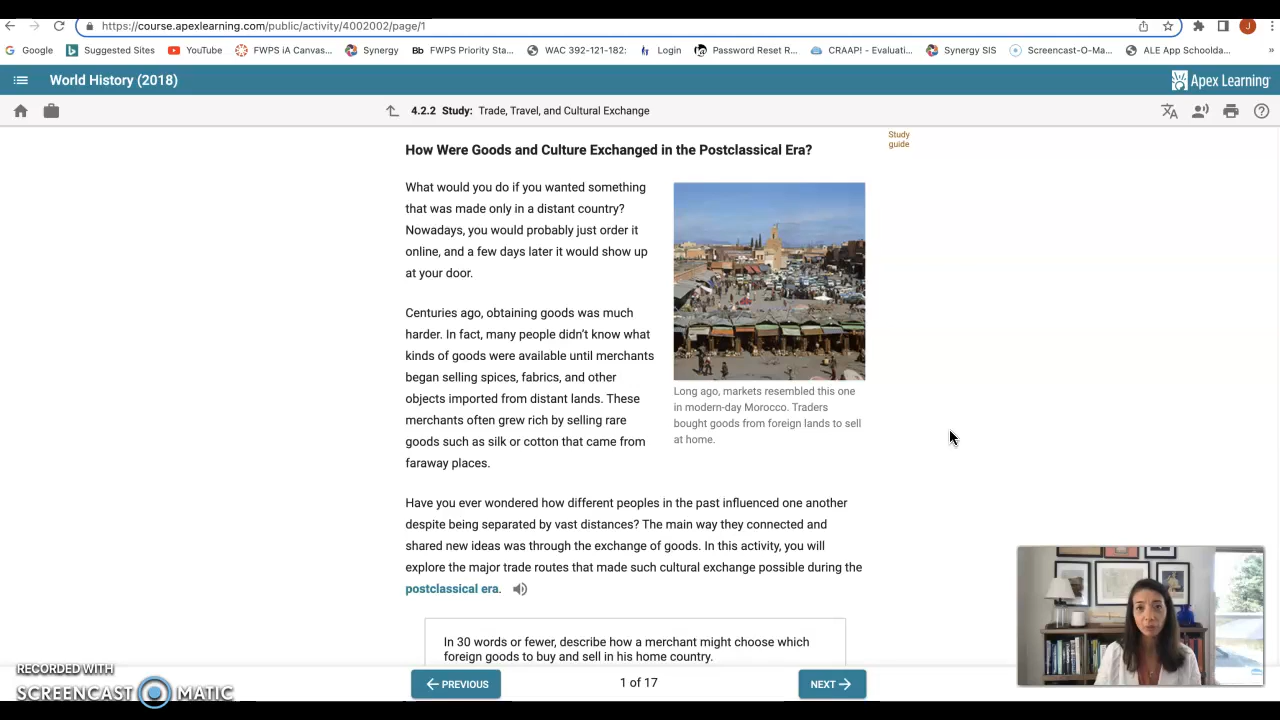 https://course.apexlearning.com/public/activity/4002002/page/1
J
Google
Suggested Sites
YouTube
FWPS iA Canvas...
Synergy
Bb FWPS Priority Sta...
WAC 392-121-182:
Login
Password Reset R...
CRAAP! - Evaluati...
Synergy SIS
Screencast-O-Ma...
ALE App Schoolda...
»
World History (2018)
Apex Learning
4.2.2 Study: Trade, Travel, and Cultural Exchange
Study
guide
How Were Goods and Culture Exchanged in the Postclassical Era?
What would you do if you wanted something
that was made only in a distant country?
Nowadays, you would probably just order it
online, and a few days later it would show up
at your door.
Centuries ago, obtaining goods was much
harder. In fact, many people didn't know what
kinds of goods were available until merchants
began selling spices, fabrics, and other
objects imported from distant lands. These
merchants often grew rich by selling rare
goods such as silk or cotton that came from
faraway places.
Long ago, markets resembled this one
in modern-day Morocco. Traders
bought goods from foreign lands to sell
at home.
Have you ever wondered how different peoples in the past influenced one another
despite being separated by vast distances? The main way they connected and
shared new ideas was through the exchange of goods. In this activity, you will
explore the major trade routes that made such cultural exchange possible during the
postclassical era.
In 30 words or fewer, describe how a merchant might choose which
foreign goods to buy and sell in his home country.
PREVIOUS
1 of 17
NEXT
RECORDED WITH
SCREENCAST MATIC